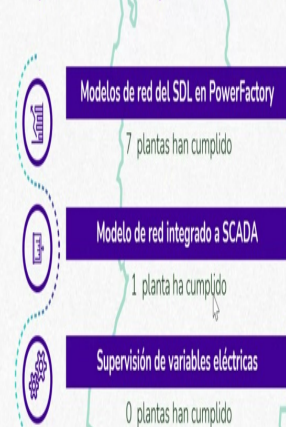 Modelos de red del SDL en PowerFactory
7 plantas han cumplido
Modelo de red integrado a SCADA
1 planta ha cumplido
Supervisión de variables eléctricas
0 plantas han cumplido